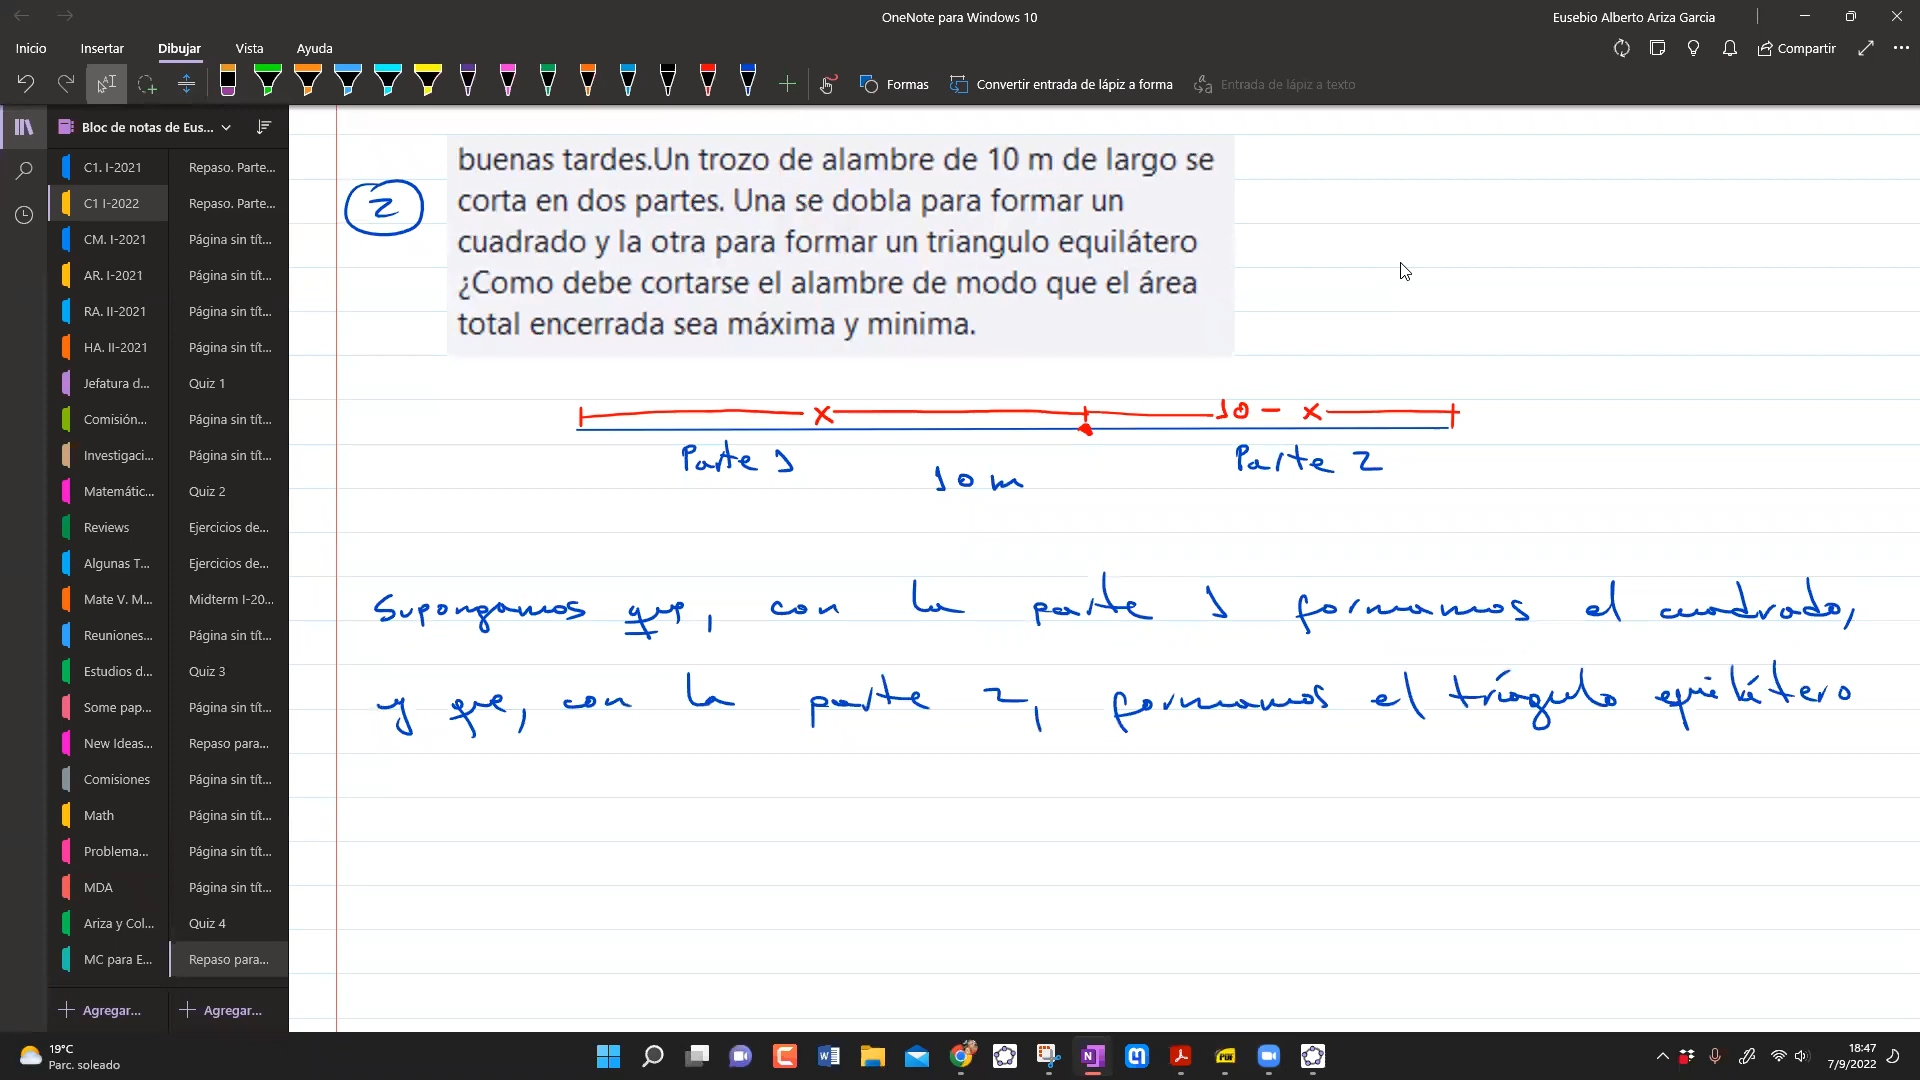 OneNote para Windows 10
Eusebio Alberto Ariza Garcia
Inicio
Insertar
Dibujar
Vista
Ayuda
Compartir
Formas
Convertir entrada de lápiz a forma
Entrada de lápiz a texto
Bloc de notas de Eus...
C1. I-2021
C1 I-2022
CM. I-2021
AR. I-2021
RA. II-2021
HA. II-2021
Jefatura d...
Comisión...
Investigaci...
Matemátic...
Reviews
Algunas T...
Mate V. M...
Reuniones...
Estudios d...
Some pap...
New Ideas...
Comisiones
Math
Problema...
MDA
Ariza y Col...
MC para E...
Agregar...
Repaso. Parte...
Repaso. Parte...
Página sin tít...
Página sin tít...
Página sin tít...
Página sin tít...
Quiz 1
Página sin tít...
Página sin tít...
Quiz 2
Ejercicios de...
Ejercicios de...
Midterm I-20...
Página sin tít...
Quiz 3
Página sin tít...
Repaso para...
Página sin tít...
Página sin tít...
Página sin tít...
Página sin tít...
Quiz 4
Repaso para...
Agregar...
2
buenas tardes.Un trozo de alambre de 10 m de largo se
corta en dos partes. Una se dobla para formar un
cuadrado y la otra para formar un triangulo equilátero
¿Como debe cortarse el alambre de modo que el área
total encerrada sea máxima y minima.
x 10 - x
Parte 1 10 m Parte 2
Supongamos que, con la parte 1 formamos el cuadrado,
y que, con la parte 2, formamos el tríangulo equilátero
19°C
Parc. soleado
18:47
7/9/2022